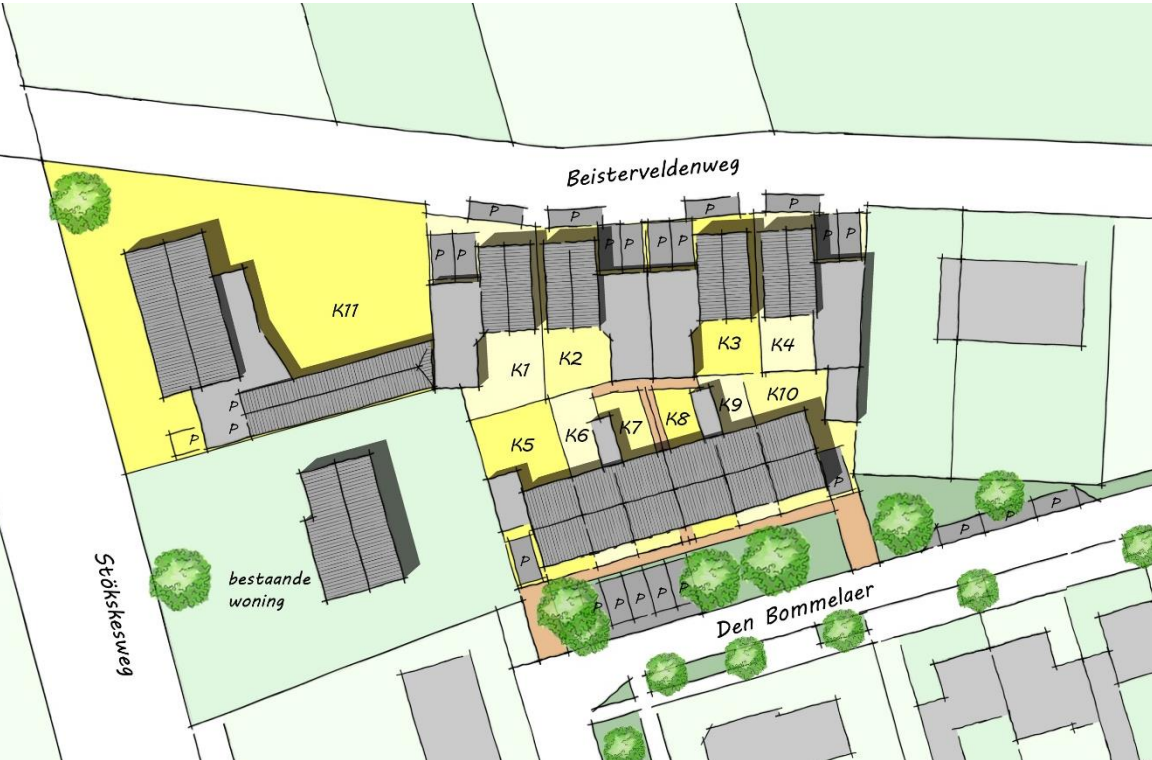 Beisterveldenweg
P
P
P
P
P P
P P
P P
P P
K11
K1
K2
K3
K4
K5
K6
K7
K8
K9
K10
P
P
P
P
P
P P P
P P P P P
Stökskesweg
bestaande
woning
Den Bommelaer